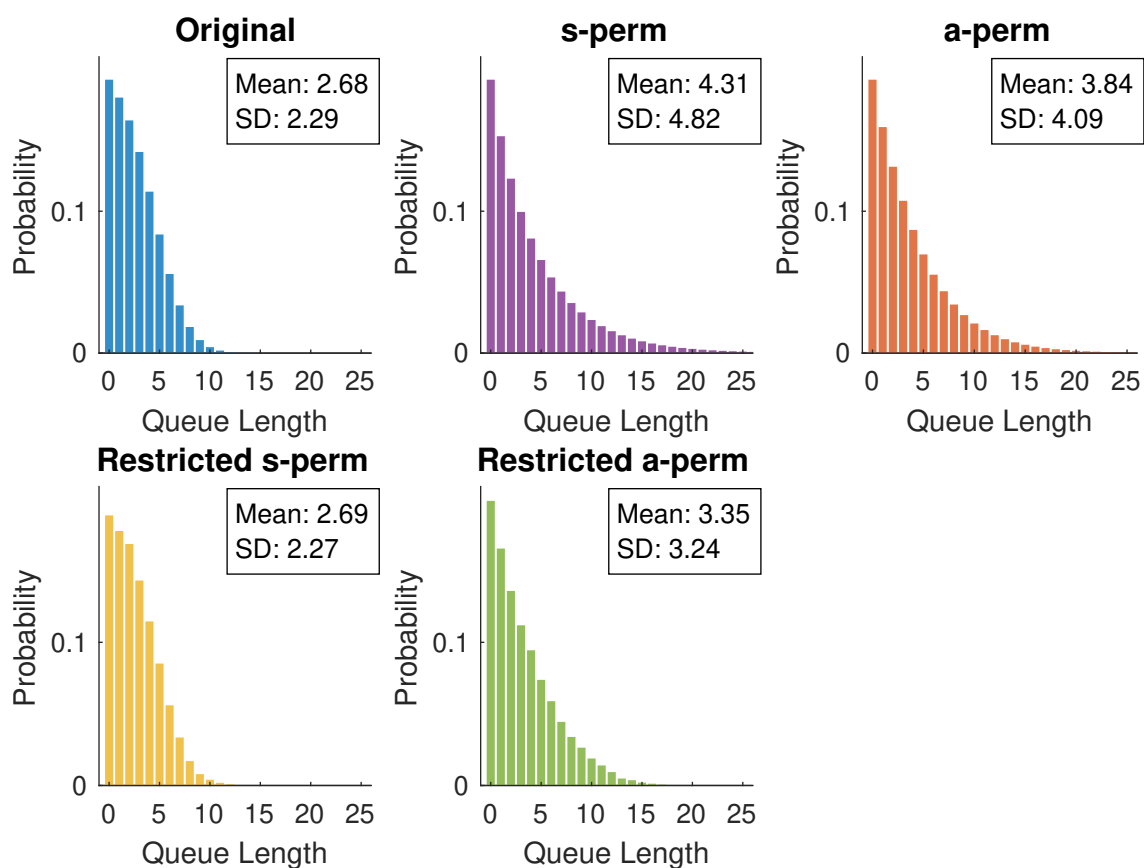 Original
Mean: 2.68
SD: 2.29
Probability
0.1
0
0 5 10 15 20 25
Queue Length
s-perm
Mean: 4.31
SD: 4.82
Probability
0.1
0
0 5 10 15 20 25
Queue Length
a-perm
Mean: 3.84
SD: 4.09
Probability
0.1
0
0 5 10 15 20 25
Queue Length
Restricted s-perm
Mean: 2.69
SD: 2.27
Probability
0.1
0
0 5 10 15 20 25
Queue Length
Restricted a-perm
Mean: 3.35
SD: 3.24
Probability
0.1
0
0 5 10 15 20 25
Queue Length